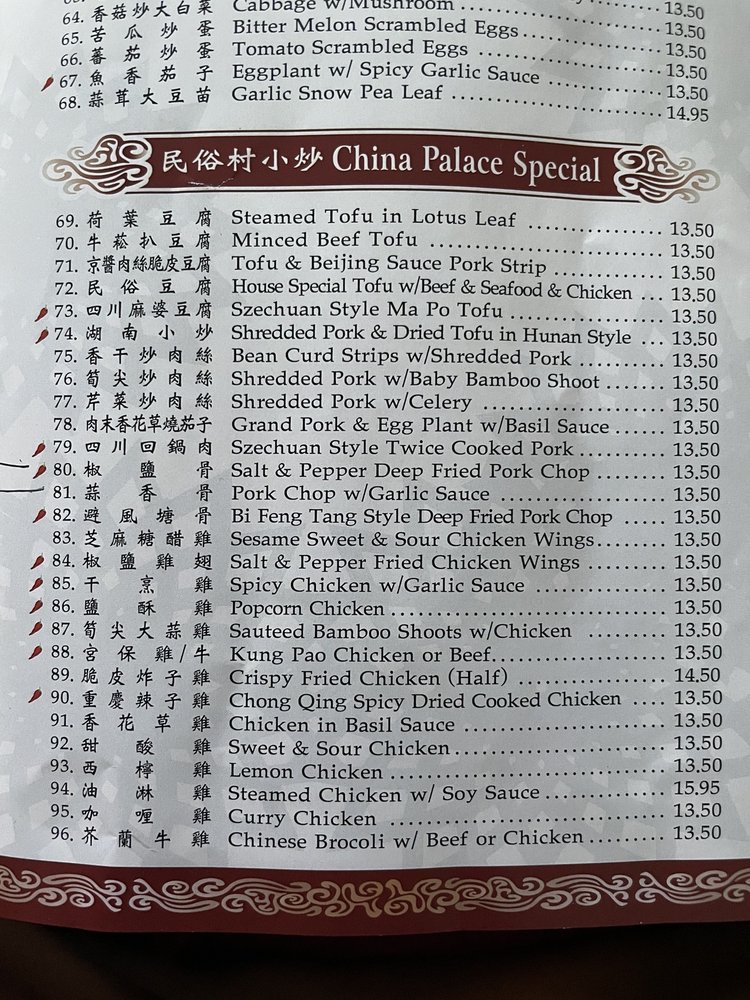 64. 香菇炒大白菜 Cabbage w/Mushroom 13.50
65. 苦瓜炒蛋 Bitter Melon Scrambled Eggs 13.50
66. 蕃茄炒蛋 Tomato Scrambled Eggs 13.50
67. 魚香茄子 Eggplant w/ Spicy Garlic Sauce 13.50
68. 蒜茸大豆苗 Garlic Snow Pea Leaf 14.95
民俗村小炒 China Palace Special
69. 荷葉豆腐 Steamed Tofu in Lotus Leaf 13.50
70. 牛菘扒豆腐 Minced Beef Tofu 13.50
71. 京醬肉絲脆皮豆腐 Tofu & Beijing Sauce Pork Strip 13.50
72. 民俗豆腐 House Special Tofu w/Beef & Seafood & Chicken 13.50
73. 四川麻婆豆腐 Szechuan Style Ma Po Tofu 13.50
74. 湖南小炒 Shredded Pork & Dried Tofu in Hunan Style 13.50
75. 香干炒肉絲 Bean Curd Strips w/Shredded Pork 13.50
76. 筍尖炒肉絲 Shredded Pork w/Baby Bamboo Shoot 13.50
77. 芹菜炒肉絲 Shredded Pork w/Celery 13.50
78. 肉末香花草燒茄子 Grand Pork & Egg Plant w/Basil Sauce 13.50
79. 四川回鍋肉 Szechuan Style Twice Cooked Pork 13.50
80. 椒鹽骨 Salt & Pepper Deep Fried Pork Chop 13.50
81. 蒜香骨 Pork Chop w/Garlic Sauce 13.50
82. 避風塘骨 Bi Feng Tang Style Deep Fried Pork Chop 13.50
83. 芝麻糖醋雞 Sesame Sweet & Sour Chicken Wings 13.50
84. 椒鹽雞翅 Salt & Pepper Fried Chicken Wings 13.50
85. 干烹雞 Spicy Chicken w/Garlic Sauce 13.50
86. 鹽酥雞 Popcorn Chicken 13.50
87. 筍尖大蒜雞 Sauteed Bamboo Shoots w/Chicken 13.50
88. 宮保雞/牛 Kung Pao Chicken or Beef 13.50
89. 脆皮炸子雞 Crispy Fried Chicken (Half) 14.50
90. 重慶辣子雞 Chong Qing Spicy Dried Cooked Chicken 13.50
91. 香花草雞 Chicken in Basil Sauce 13.50
92. 甜酸雞 Sweet & Sour Chicken 13.50
93. 西檸雞 Lemon Chicken 13.50
94. 油淋雞 Steamed Chicken w/ Soy Sauce 15.95
95. 咖喱雞 Curry Chicken 13.50
96. 芥蘭牛雞 Chinese Brocoli w/ Beef or Chicken 13.50